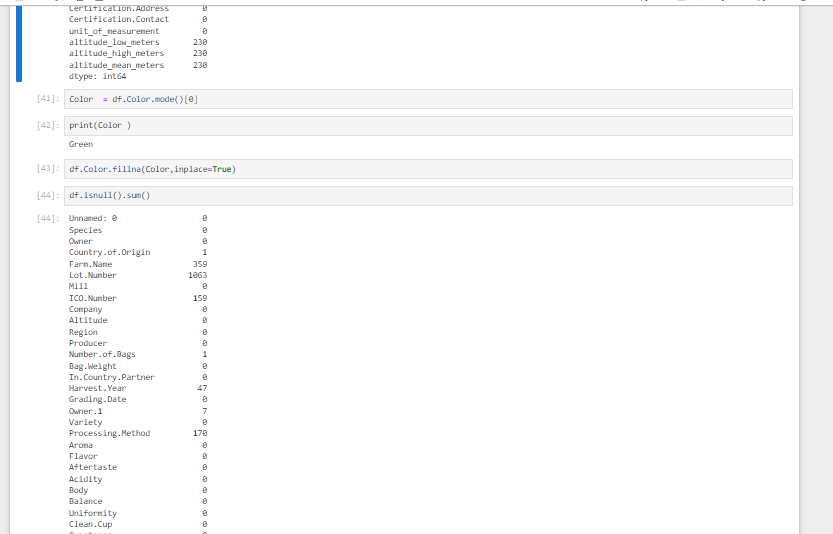 Certification.Address 0
Certification.Contact 0
unit_of_measurement 0
altitude_low_meters 230
altitude_high_meters 230
altitude_mean_meters 230
dtype: int64
[41]: Color  = df.Color.mode()[0]
[42]: print(Color )
Green
[43]: df.Color.fillna(Color,inplace=True)
[44]: df.isnull().sum()
[44]: Unnamed: 0 0
Species 0
Owner 0
Country.of.Origin 1
Farm.Name 359
Lot.Number 1063
Mill 0
ICO.Number 159
Company 0
Altitude 0
Region 0
Producer 0
Number.of.Bags 1
Bag.Weight 0
In.Country.Partner 0
Harvest.Year 47
Grading.Date 0
Owner.1 7
Variety 0
Processing.Method 170
Aroma 0
Flavor 0
Aftertaste 0
Acidity 0
Body 0
Balance 0
Uniformity 0
Clean.Cup 0